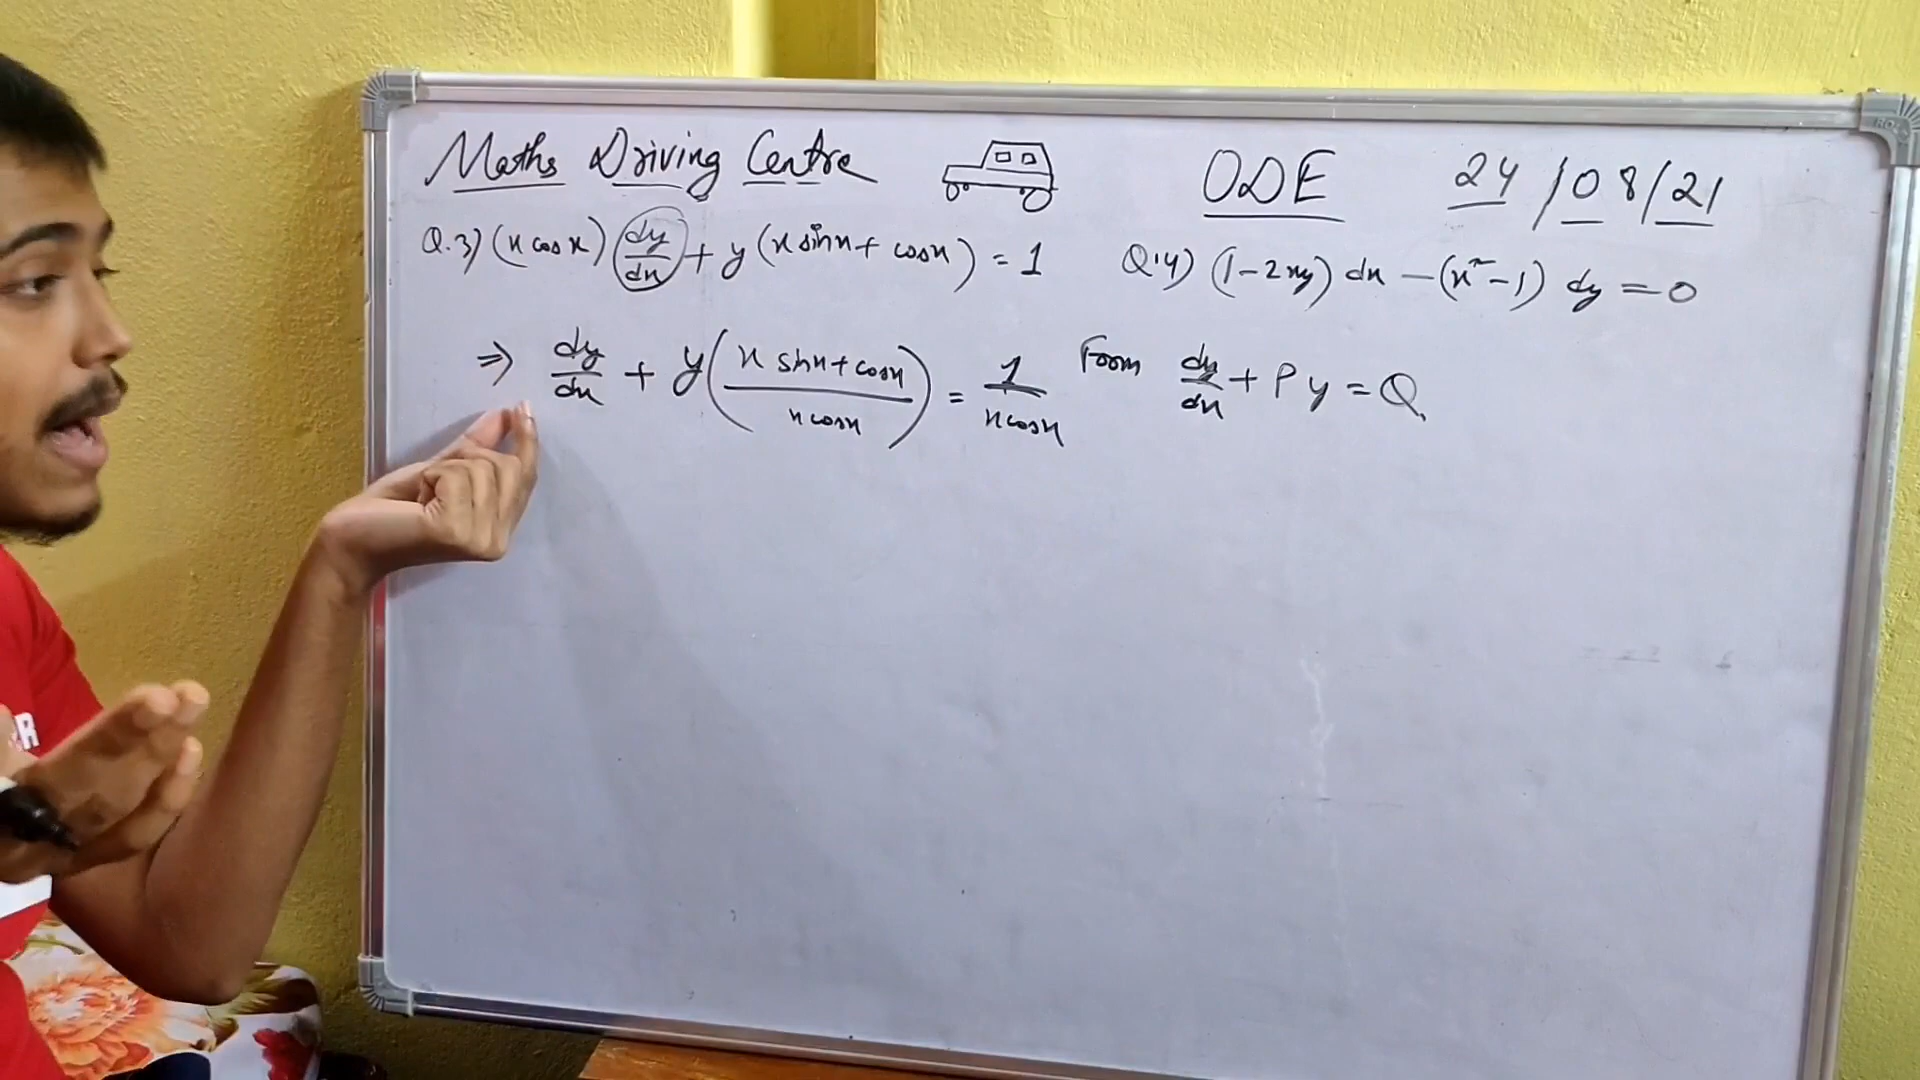 Maths Driving Centre ODE 24/08/21
Q.3) (x cos x) dy/dx + y (x sinx + cosx) = 1 Q.4) (1-2xy) dx - (x²-1) dy = 0
⇒ dy/dx + y (x sinx + cosx / x cosx) = 1 / x cosx Form dy/dx + Py = Q.
R